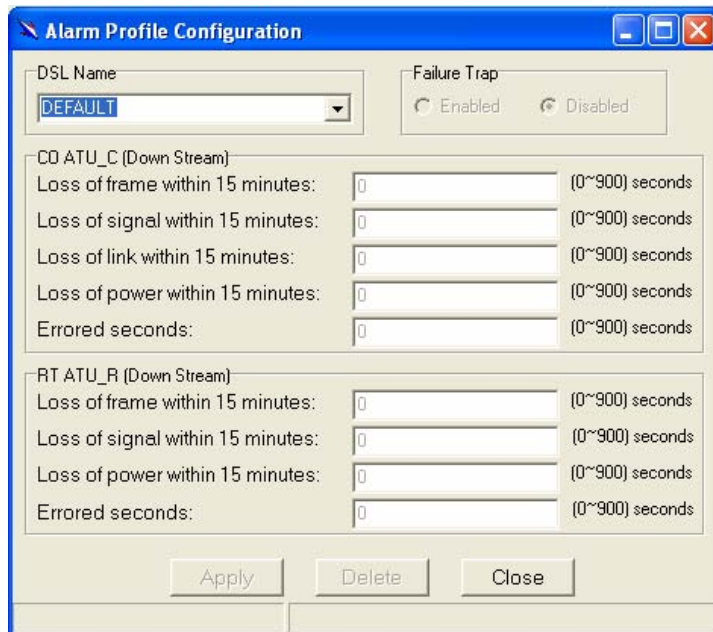 Alarm Profile Configuration
DSL Name
Failure Trap
DEFAULT
Enabled
Disabled
CO ATU_C (Down Stream)
Loss of frame within 15 minutes: 0 (0~900) seconds
Loss of signal within 15 minutes: 0 (0~900) seconds
Loss of link within 15 minutes: 0 (0~900) seconds
Loss of power within 15 minutes: 0 (0~900) seconds
Errored seconds: 0 (0~900) seconds
RT ATU_R (Down Stream)
Loss of frame within 15 minutes: 0 (0~900) seconds
Loss of signal within 15 minutes: 0 (0~900) seconds
Loss of power within 15 minutes: 0 (0~900) seconds
Errored seconds: 0 (0~900) seconds
Apply Delete Close